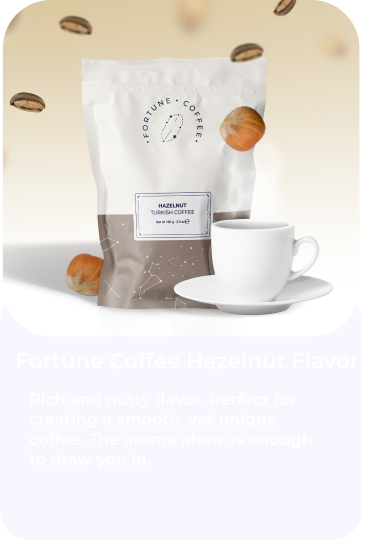 FORTUNE • COFFEE
HAZELNUT
TURKISH COFFEE
Fortune Coffee Hazelnut Flavor
Rich and nutty flavor. Perfect for
creating a smooth, yet unique
coffee. The aroma alone is enough
to draw you in.